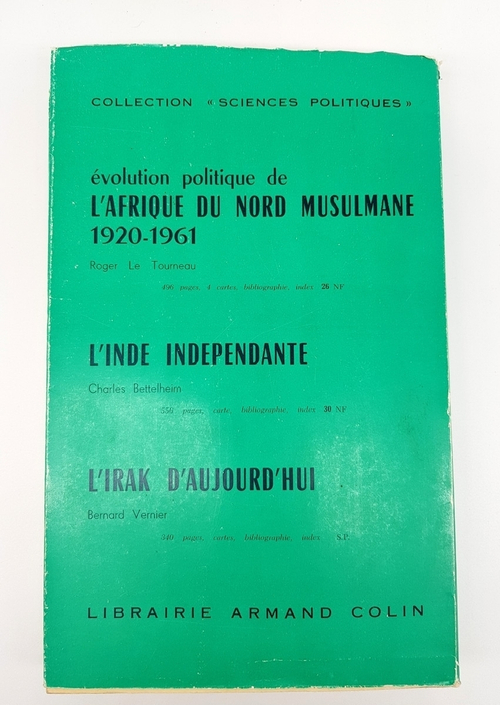 COLLECTION « SCIENCES POLITIQUES »
évolution politique de
L'AFRIQUE DU NORD MUSULMANE
1920-1961
Roger Le Tourneau
496 pages, 4 cartes, bibliographie, index 26 NF
L'INDE INDEPENDANTE
Charles Bettelheim
556 pages, carte, bibliographie, index 30 NF
L'IRAK D'AUJOURD'HUI
Bernard Vernier
340 pages, cartes, bibliographie, index S.P.
LIBRAIRIE ARMAND COLIN